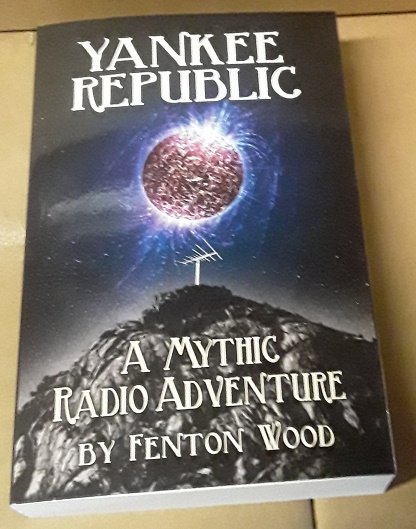 YANKEE
REPUBLIC
A MYTHIC
RADIO ADVENTURE
BY FENTON WOOD